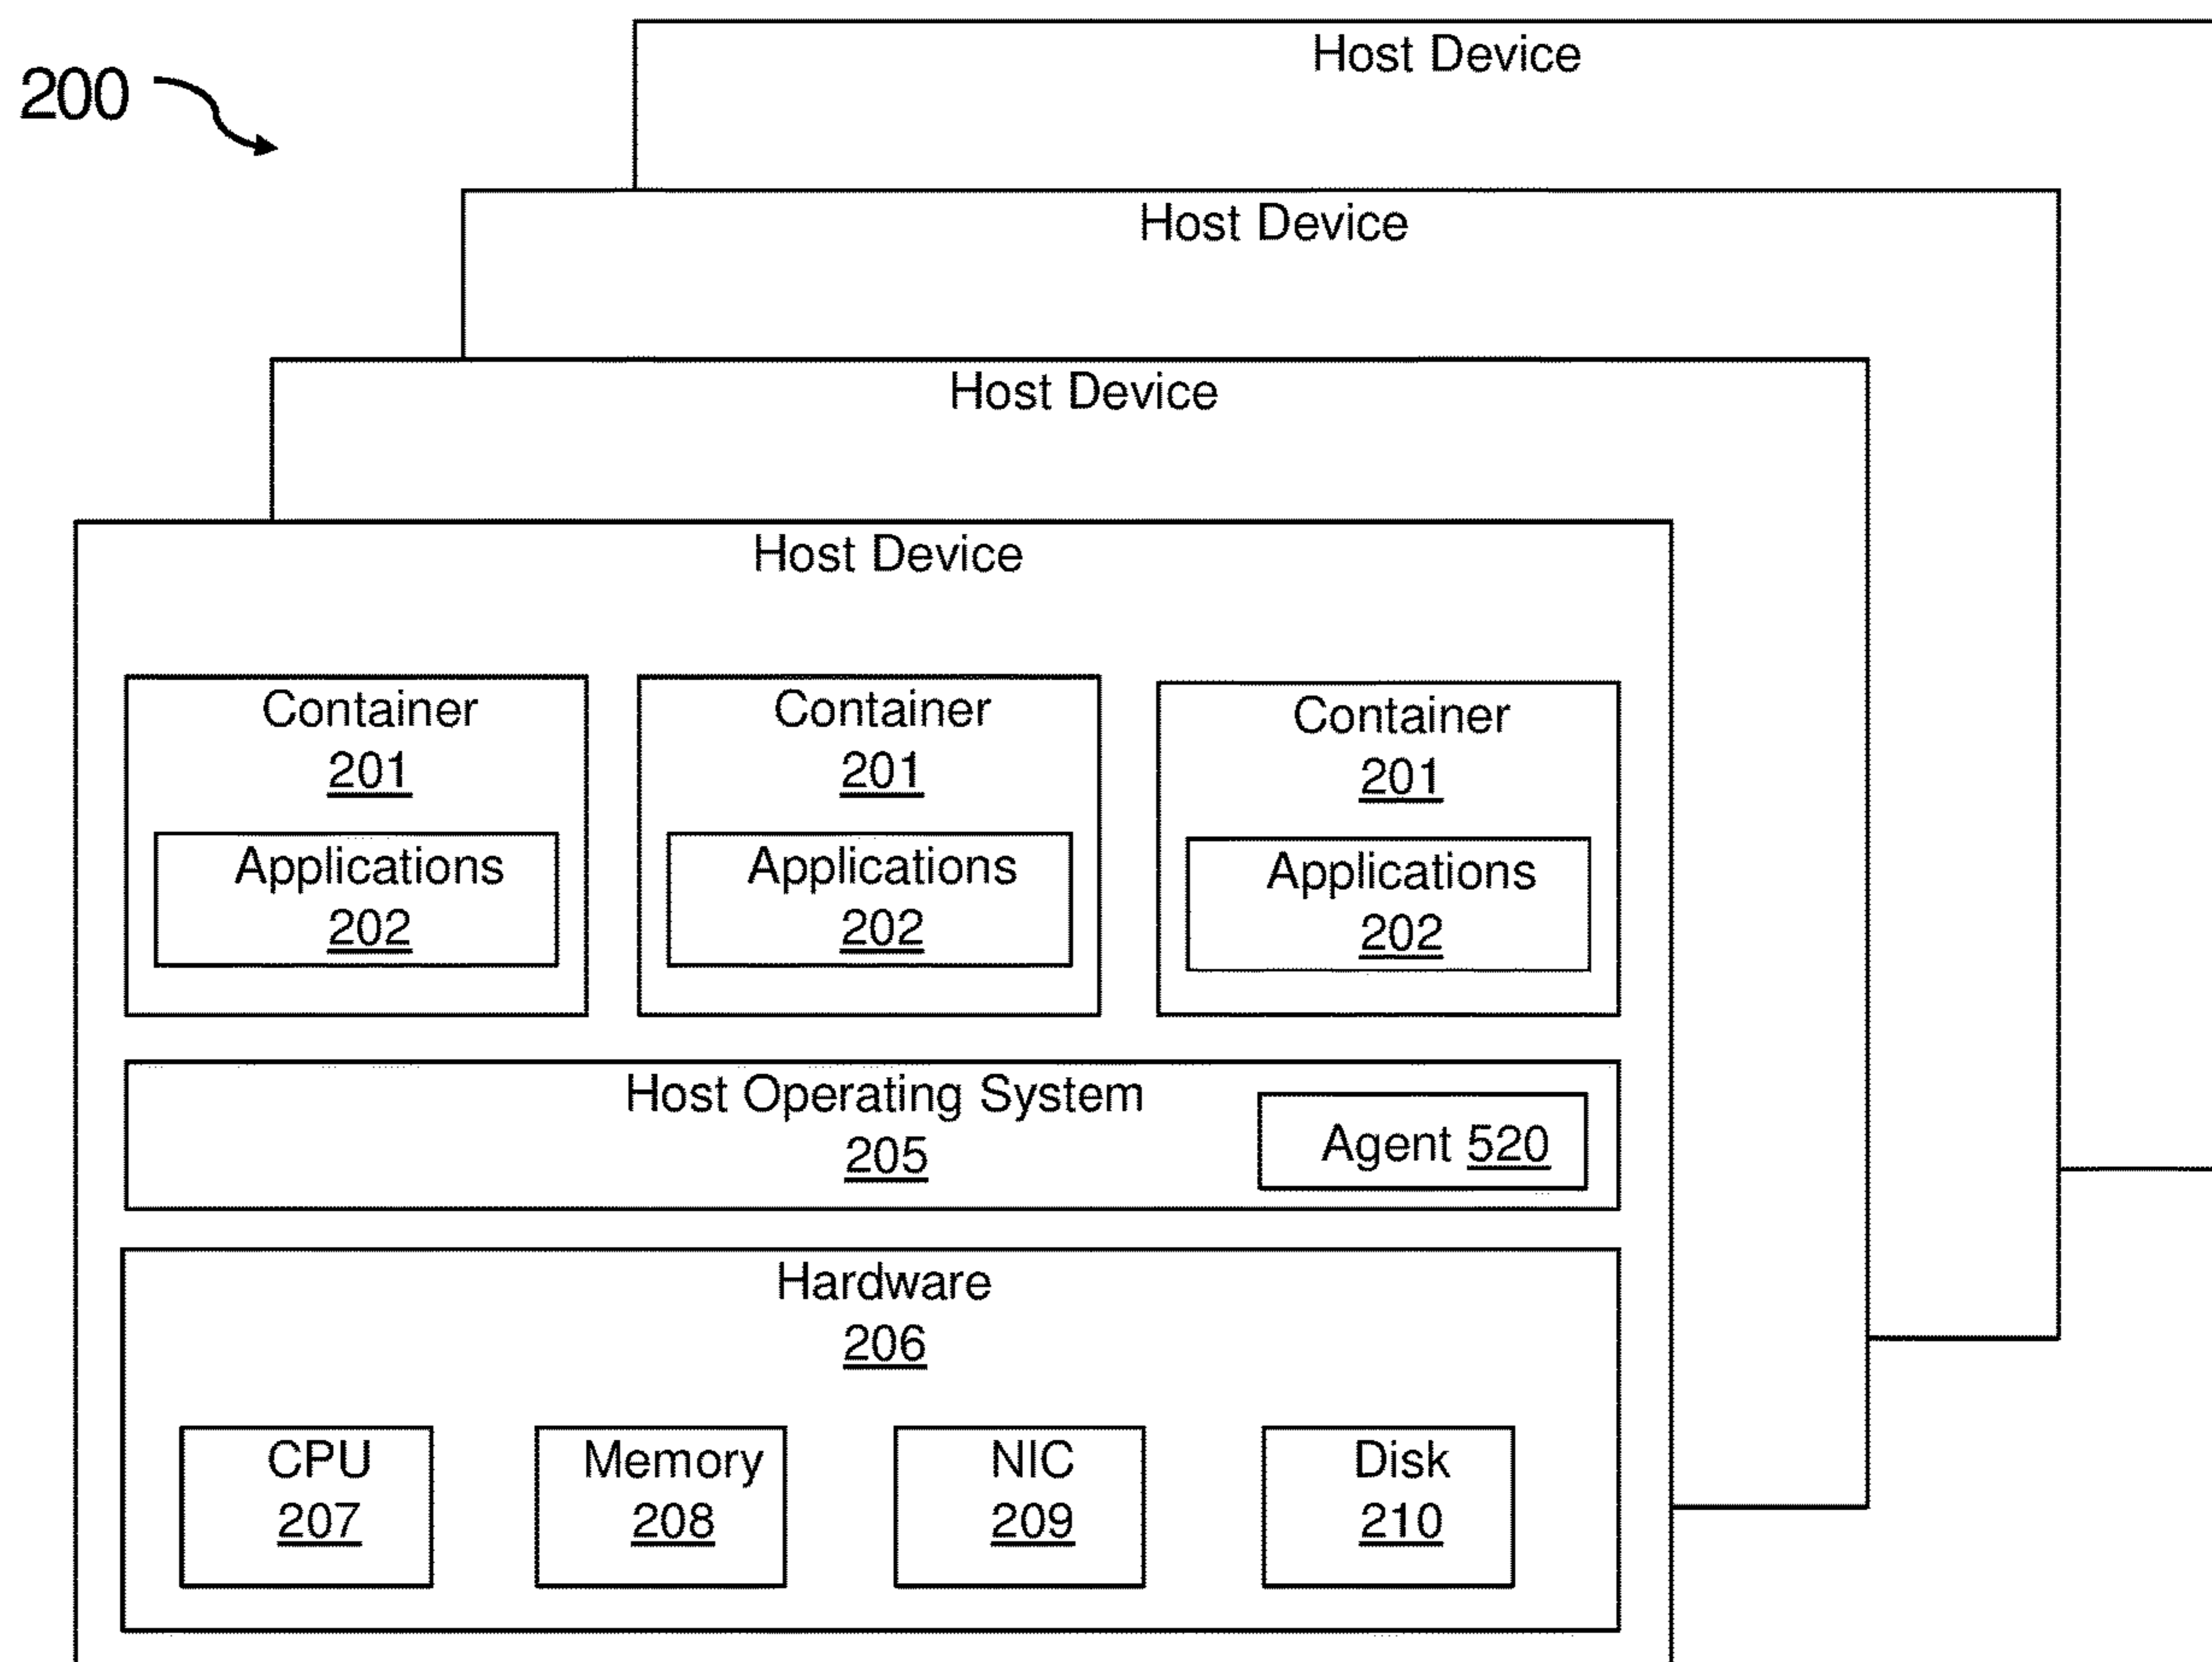 200
Host Device
Host Device
Host Device
Host Device
Container
201
Applications
202
Container
201
Applications
202
Container
201
Applications
202
Host Operating System
205
Agent 520
Hardware
206
CPU
207
Memory
208
NIC
209
Disk
210